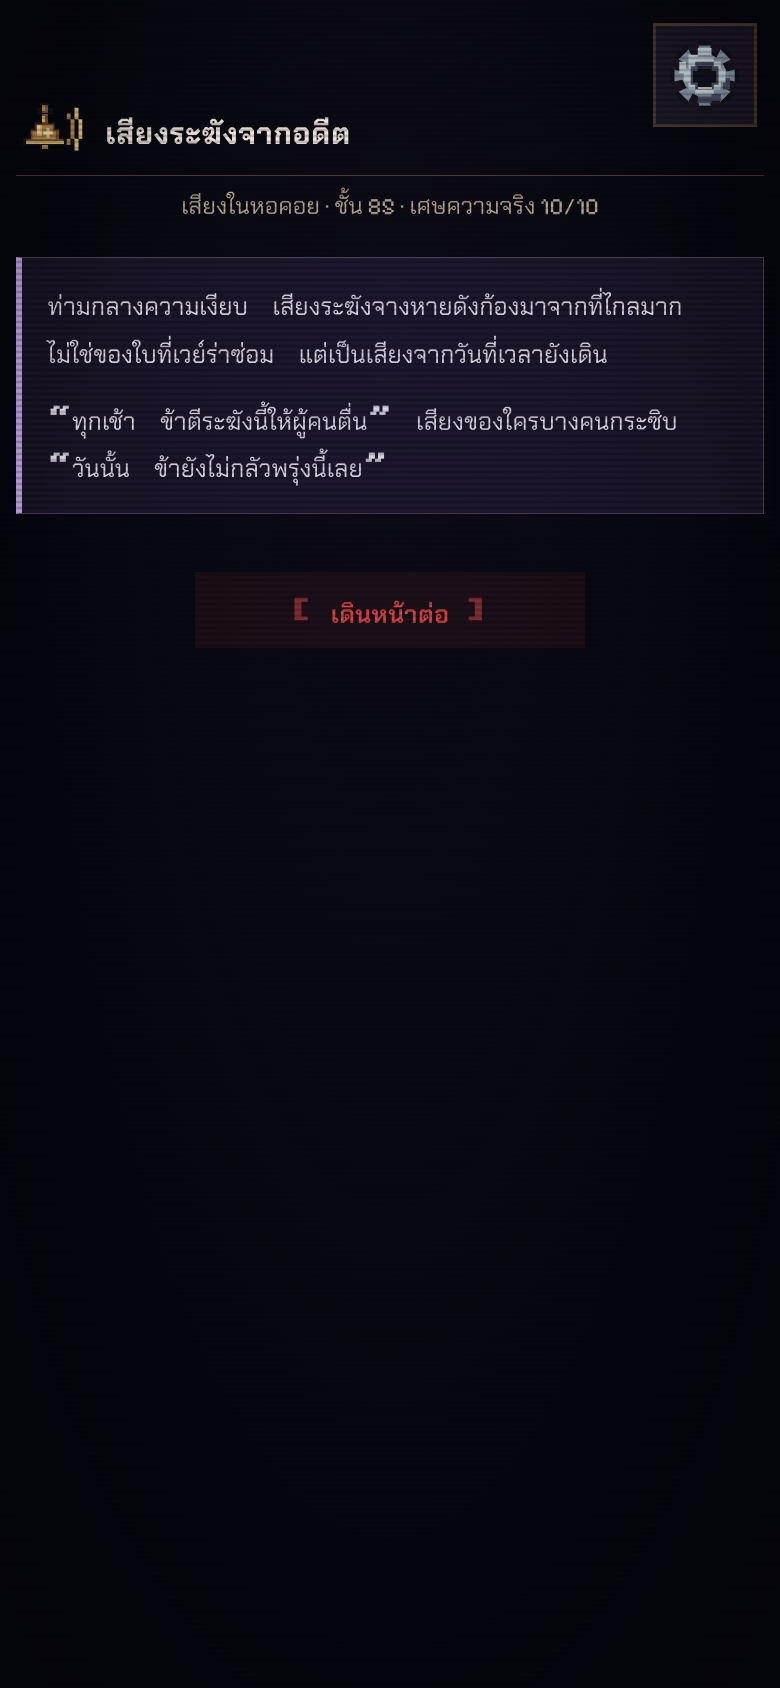 เสียงระฆังจากอดีต
เสียงในหอคอย · ชั้น 89 · เศษความจริง 10/10
ท่ามกลางความเงียบ เสียงระฆังจางหายดังก้องมาจากที่ไกลมาก
ไม่ใช่ของใบที่เวย์ร่าซ่อม แต่เป็นเสียงจากวันที่เวลายังเดิน
“ทุกเช้า ข้าตีระฆังนี้ให้ผู้คนตื่น” เสียงของใครบางคนกระซิบ
“วันนั้น ข้ายังไม่กลัวพรุ่งนี้เลย”
[ เดินหน้าต่อ ]